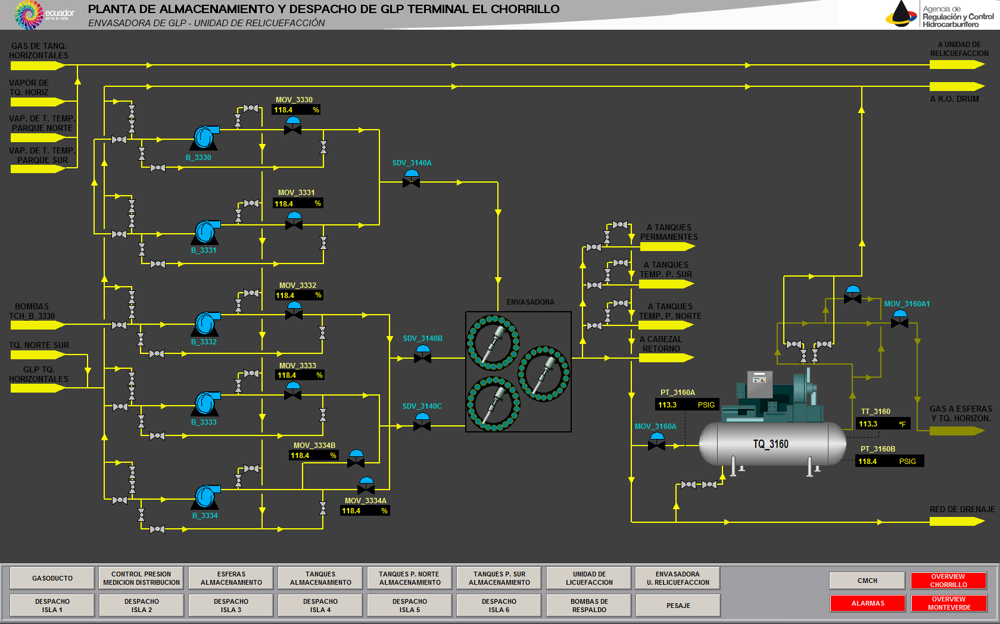 ecuador
ama la vida
PLANTA DE ALMACENAMIENTO Y DESPACHO DE GLP TERMINAL EL CHORRILLO
ENVASADORA DE GLP - UNIDAD DE RELICUEFACCIÓN
Agencia de
Regulación y Control
Hidrocarburífero
GAS DE TANQ.
HORIZONTALES
VAPOR DE
TQ. HORIZ
VAP. DE T. TEMP.
PARQUE NORTE
VAP. DE T. TEMP.
PARQUE SUR
BOMBAS
TCH_B_3330
TQ. NORTE SUR
GLP TQ.
HORIZONTALES
A UNIDAD DE
RELICUEFACCION
A K.O. DRUM
MOV_3330
118.4 %
B_3330
MOV_3331
118.4 %
B_3331
MOV_3332
118.4 %
B_3332
MOV_3333
118.4 %
B_3333
MOV_3334B
118.4 %
MOV_3334A
118.4 %
B_3334
SDV_3140A
SDV_3140B
SDV_3140C
ENVASADORA
A TANQUES
PERMANENTES
A TANQUES
TEMP. P. SUR
A TANQUES
TEMP. P. NORTE
A CABEZAL
RETORNO
MOV_3160A1
PT_3160A
113.3 PSIG
MOV_3160A
TQ_3160
TT_3160
113.3 ºF
PT_3160B
118.4 PSIG
GAS A ESFERAS
Y TQ. HORIZON.
RED DE DRENAJE
GASODUCTO
CONTROL PRESION
MEDICION DISTRIBUCION
ESFERAS
ALMACENAMIENTO
TANQUES
ALMACENAMIENTO
TANQUES P. NORTE
ALMACENAMIENTO
TANQUES P. SUR
ALMACENAMIENTO
UNIDAD DE
LICUEFACCION
ENVASADORA
U. RELICUEFACCION
CMCH
OVERVIEW
CHORRILLO
DESPACHO
ISLA 1
DESPACHO
ISLA 2
DESPACHO
ISLA 3
DESPACHO
ISLA 4
DESPACHO
ISLA 5
DESPACHO
ISLA 6
BOMBAS DE
RESPALDO
PESAJE
ALARMAS
OVERVIEW
MONTEVERDE